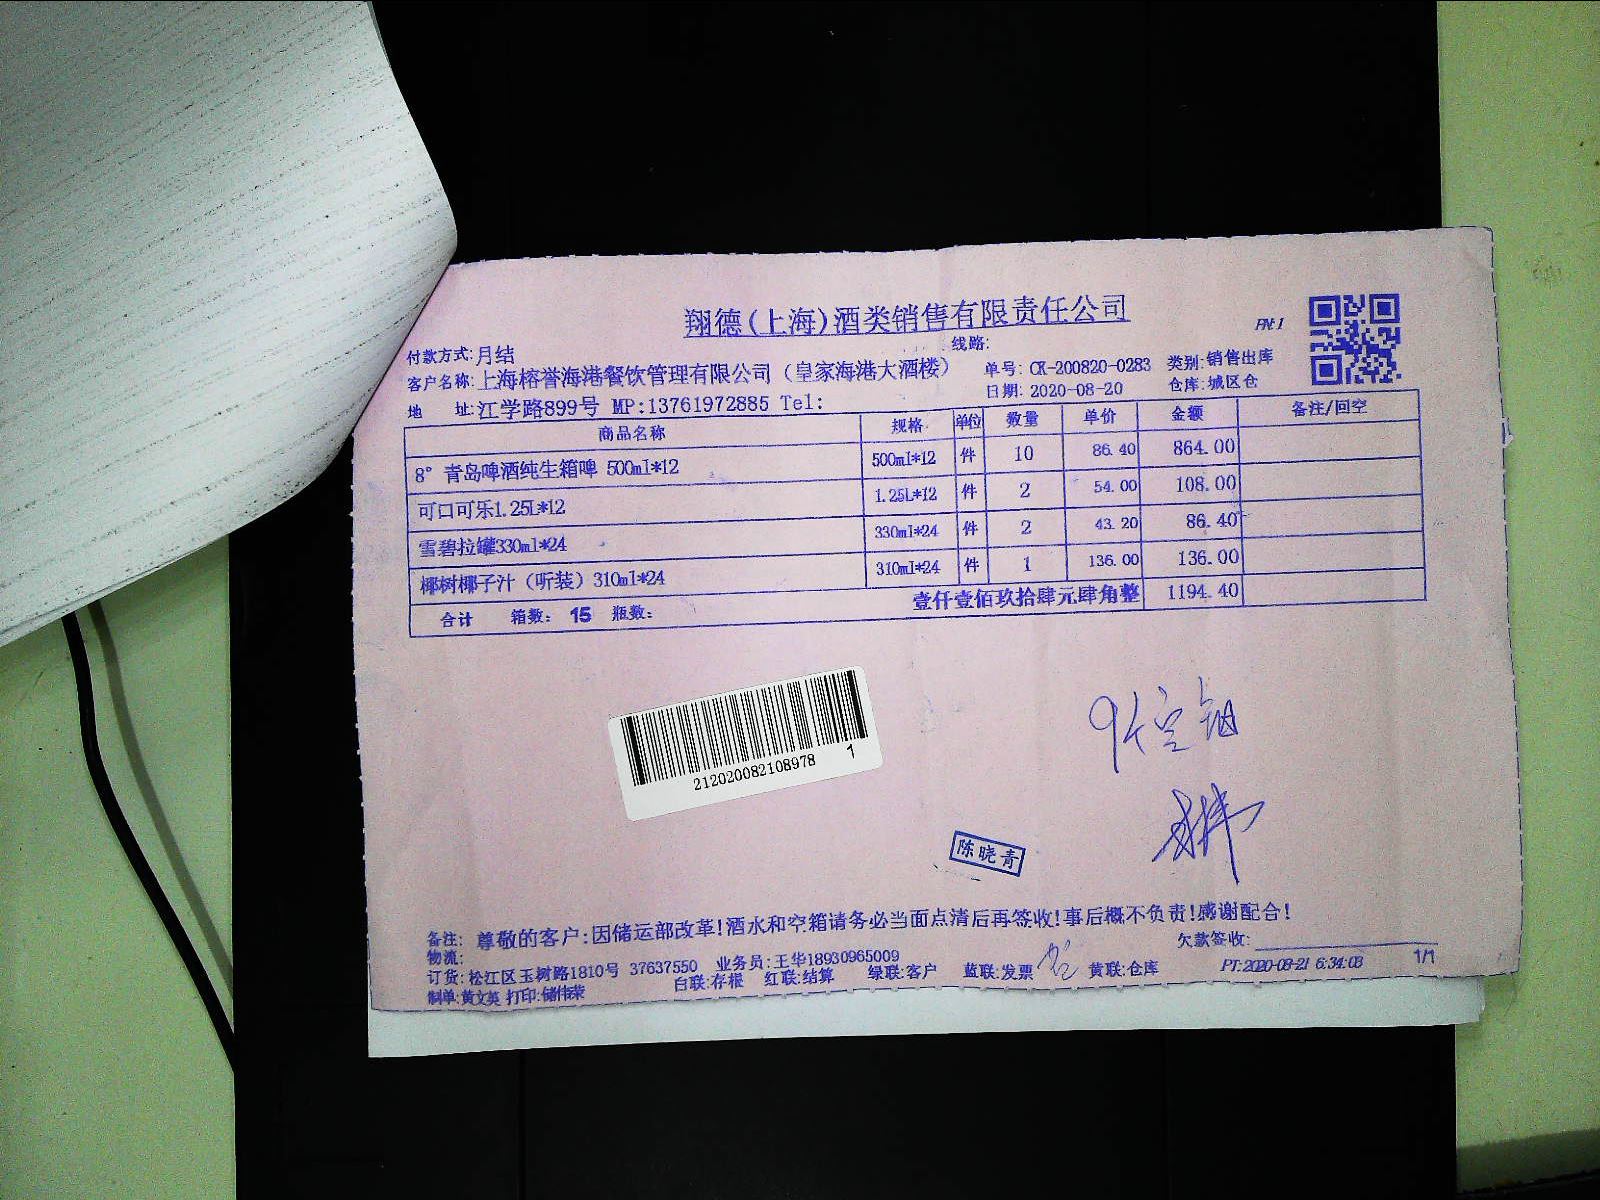 翔德(上海)酒类销售有限责任公司
PN:1
付款方式:月结
线路:
客户名称:上海榕誉海港餐饮管理有限公司（皇家海港大酒楼）
单号: CK-200820-0283 类别:销售出库
地 址:江学路899号 MP:13761972885 Tel:
日期: 2020-08-20 仓库:城区仓
商品名称 规格 单位 数量 单价 金额 备注/回空
8° 青岛啤酒纯生箱啤 500ml*12 500ml*12 件 10 86.40 864.00
可口可乐1.25L*12 1.25L*12 件 2 54.00 108.00
雪碧拉罐330ml*24 330ml*24 件 2 43.20 86.40
椰树椰子汁（听装）310ml*24 310ml*24 件 1 136.00 136.00
合计 箱数: 15 瓶数: 壹仟壹佰玖拾肆元肆角整 1194.40
212020082108978 1
陈晓青
备注: 尊敬的客户:因储运部改革!酒水和空箱请务必当面点清后再签收!事后概不负责!感谢配合!
物流:
欠款签收:
订货:松江区玉树路1810号 37637550 业务员:王华18930965009
白联:存根 红联:结算 绿联:客户 蓝联:发票 黄联:仓库
PT:2020-08-21 6:34:03 1/1
制单:黄文英 打印:储伟荣